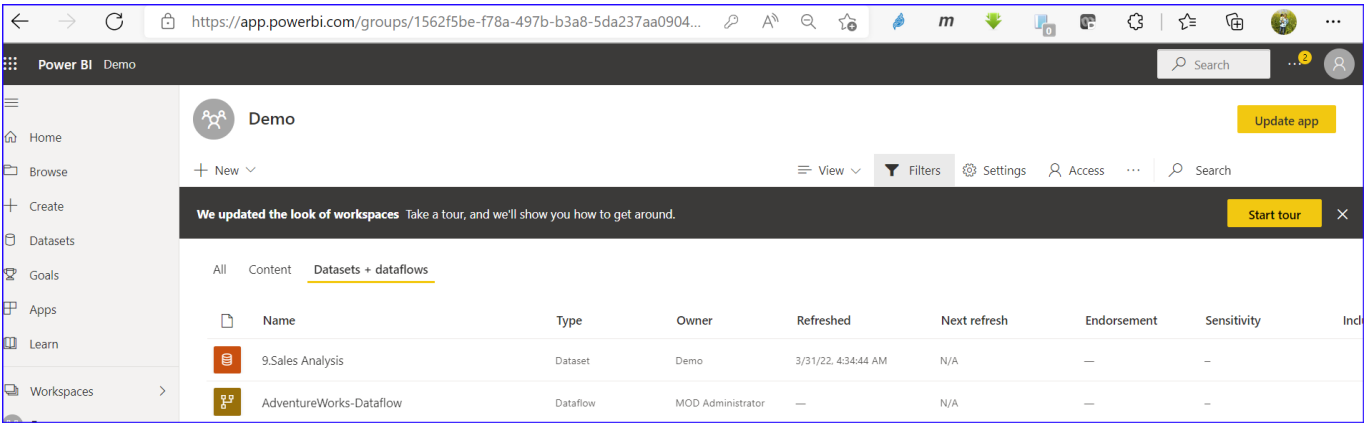 https://app.powerbi.com/groups/1562f5be-f78a-497b-b3a8-5da237aa0904...
m
0
Power BI Demo
Search
2
Demo
Update app
Home
New
View
Filters
Settings
Access
Search
Browse
Create
We updated the look of workspaces Take a tour, and we'll show you how to get around.
Start tour
Datasets
All Content Datasets + dataflows
Goals
Apps
Name Type Owner Refreshed Next refresh Endorsement Sensitivity Incl
Learn
9.Sales Analysis Dataset Demo 3/31/22, 4:34:44 AM N/A — –
Workspaces
AdventureWorks-Dataflow Dataflow MOD Administrator — N/A — –